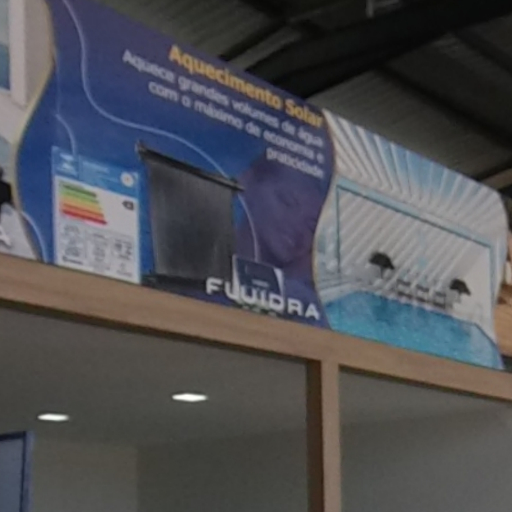 Aquecimento Solar
Aquece grandes volumes de água
com o máximo de economia e
praticidade
FLUIDRA